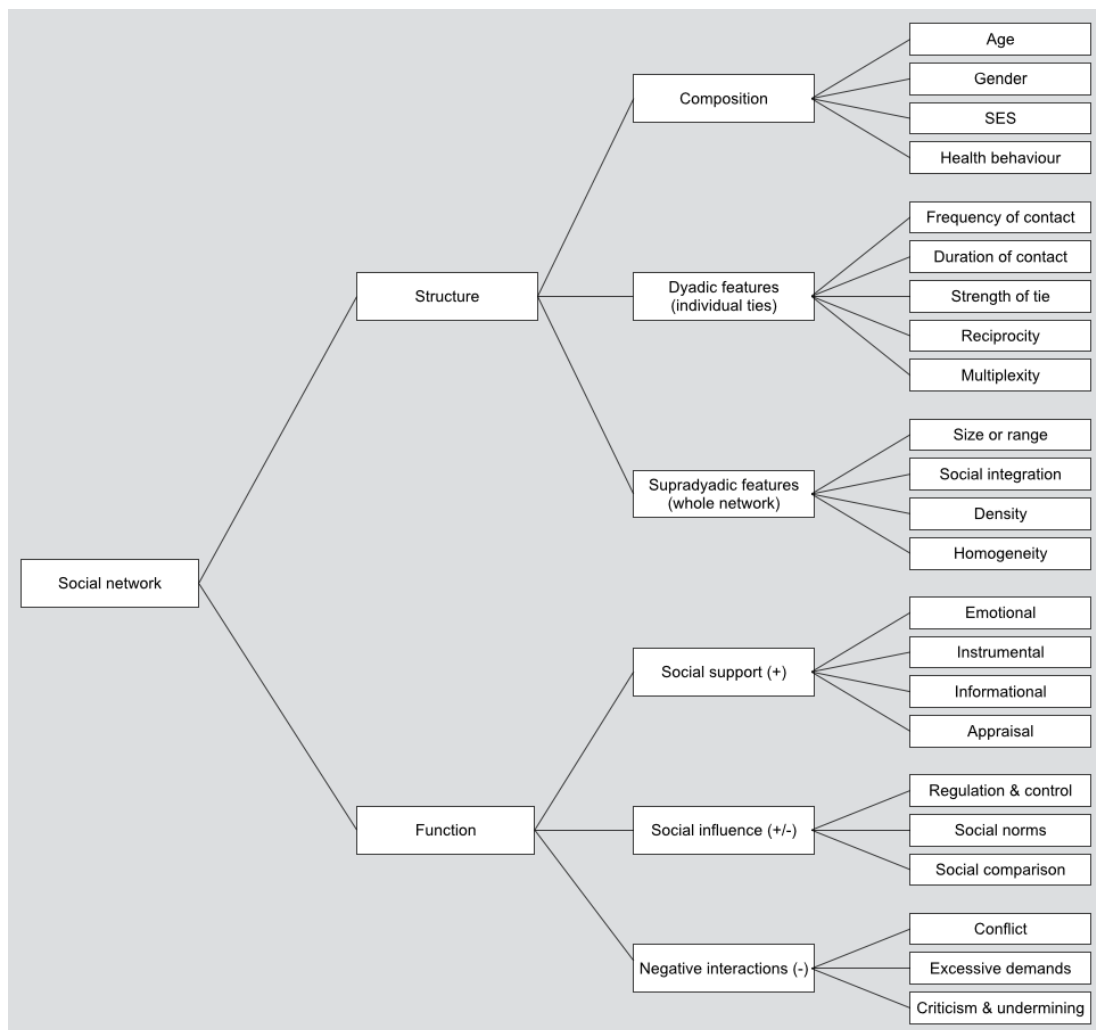 Social network
Structure
Composition
Age
Gender
SES
Health behaviour
Dyadic features
(individual ties)
Frequency of contact
Duration of contact
Strength of tie
Reciprocity
Multiplexity
Supradyadic features
(whole network)
Size or range
Social integration
Density
Homogeneity
Function
Social support (+)
Emotional
Instrumental
Informational
Appraisal
Social influence (+/-)
Regulation & control
Social norms
Social comparison
Negative interactions (-)
Conflict
Excessive demands
Criticism & undermining